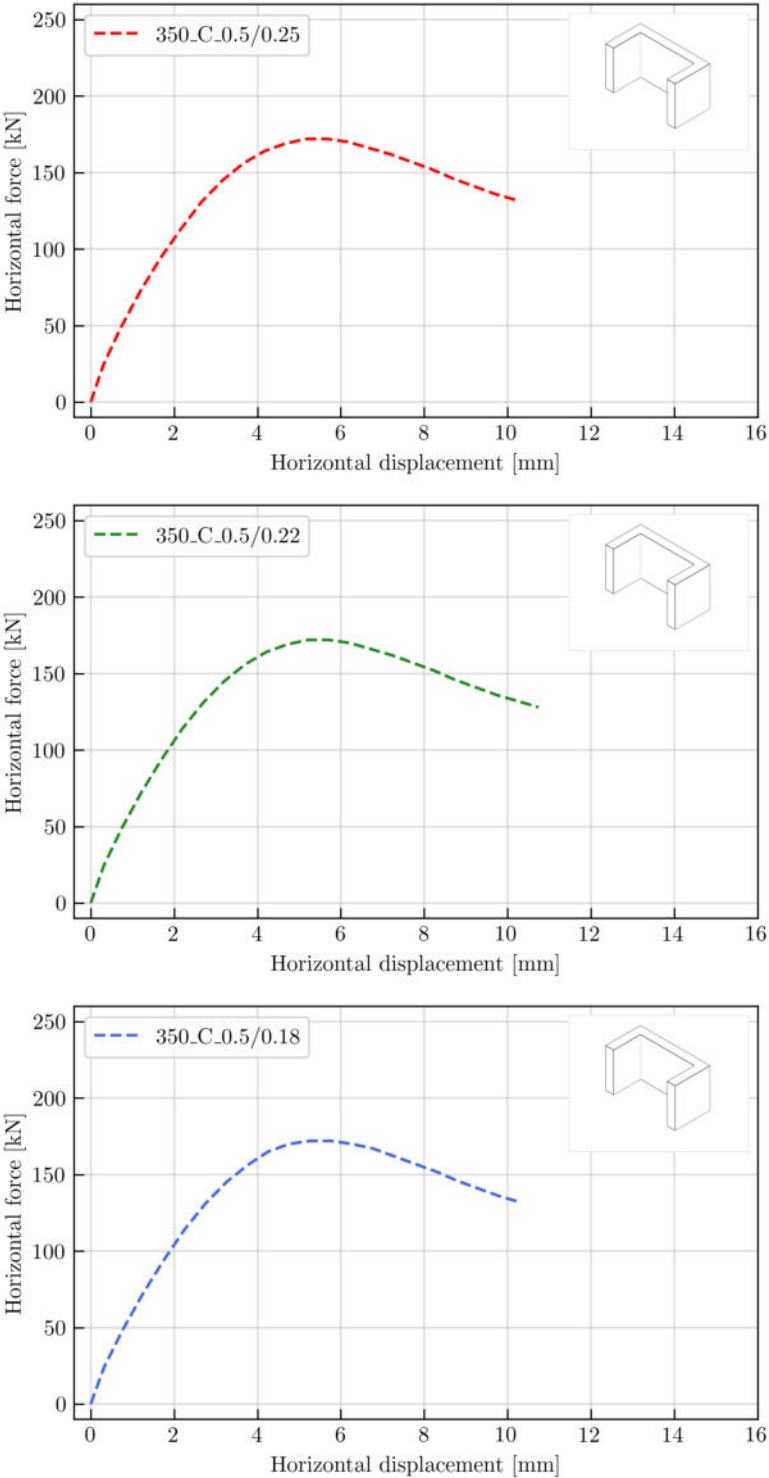 250
350_C_0.5/0.25
200
150
100
50
0
Horizontal force [kN]
0 2 4 6 8 10 12 14 16
Horizontal displacement [mm]
250
350_C_0.5/0.22
200
150
100
50
0
Horizontal force [kN]
0 2 4 6 8 10 12 14 16
Horizontal displacement [mm]
250
350_C_0.5/0.18
200
150
100
50
0
Horizontal force [kN]
0 2 4 6 8 10 12 14 16
Horizontal displacement [mm]